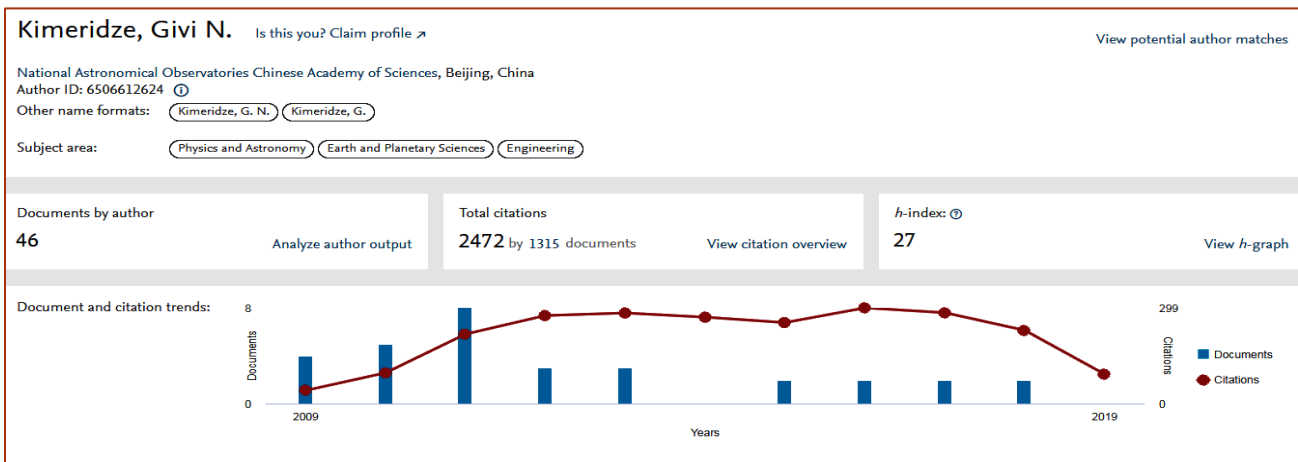 Kimeridze, Givi N. Is this you? Claim profile ↗
View potential author matches
National Astronomical Observatories Chinese Academy of Sciences, Beijing, China
Author ID: 6506612624
Other name formats: Kimeridze, G. N. Kimeridze, G.
Subject area: Physics and Astronomy Earth and Planetary Sciences Engineering
Documents by author
46
Analyze author output
Total citations
2472 by 1315 documents
View citation overview
h-index:
27
View h-graph
Document and citation trends:
8
Documents
0
2009
Years
2019
299
Citations
0
Documents
Citations